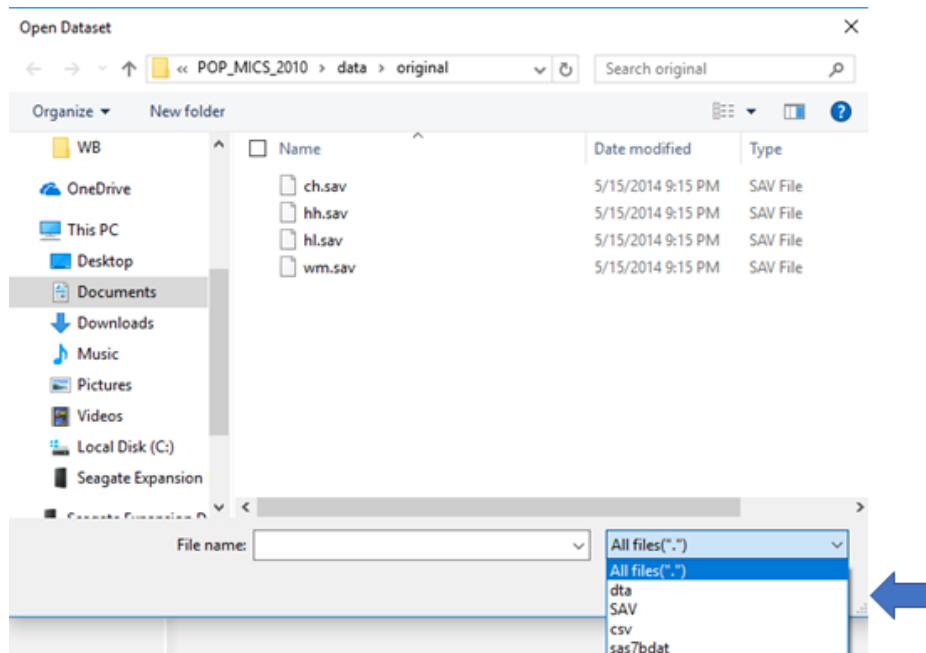 Open Dataset
« POP_MICS_2010 > data > original
Search original
Organize
New folder
WB
OneDrive
This PC
Desktop
Documents
Downloads
Music
Pictures
Videos
Local Disk (C:)
Seagate Expansion
Name Date modified Type
ch.sav 5/15/2014 9:15 PM SAV File
hh.sav 5/15/2014 9:15 PM SAV File
hl.sav 5/15/2014 9:15 PM SAV File
wm.sav 5/15/2014 9:15 PM SAV File
File name:
All files(".")
All files(".")
dta
SAV
csv
sas7bdat